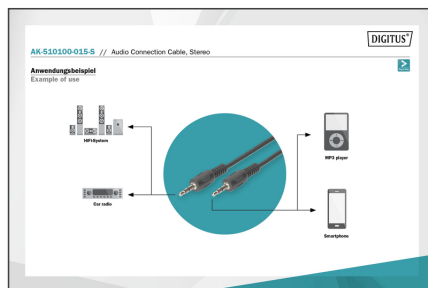 DIGITUS®
AK-510100-015-S // Audio Connection Cable, Stereo
Anwendungsbeispiel
Example of use
HiFi-System
MP3 player
Car radio
Smartphone